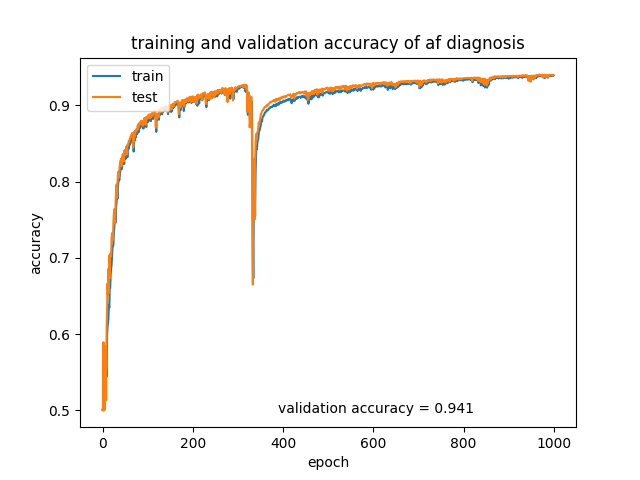 training and validation accuracy of af diagnosis
train
test
0.9
0.8
0.7
0.6
0.5
accuracy
validation accuracy = 0.941
0 200 400 600 800 1000
epoch